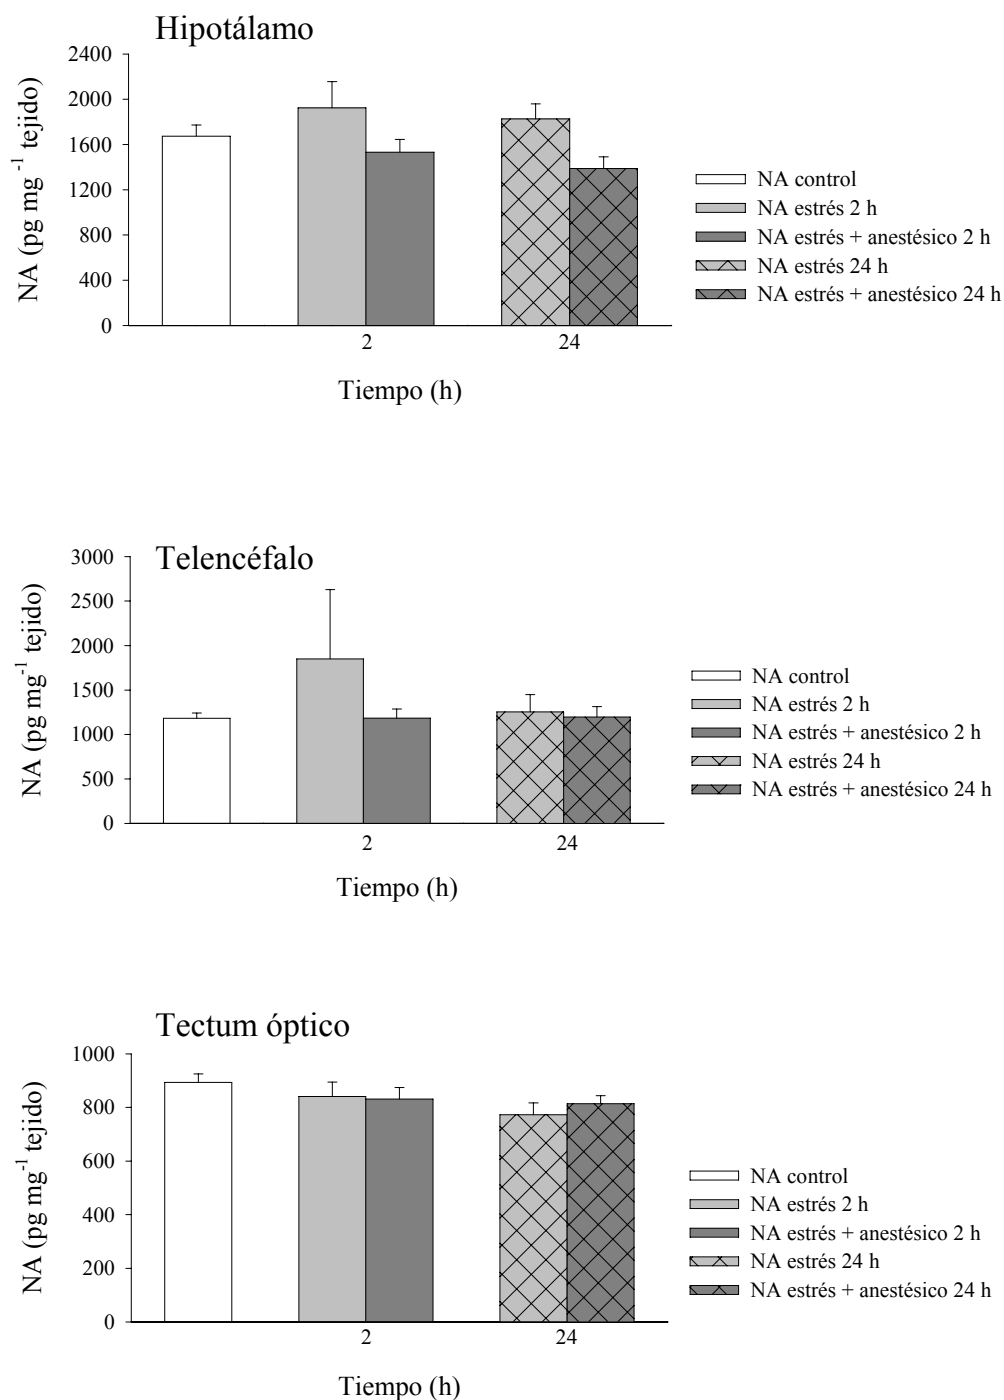 Hipotálamo
2400
2000
1600
1200
800
400
0
NA (pg mg -1 tejido)
2
24
Tiempo (h)
NA control
NA estrés 2 h
NA estrés + anestésico 2 h
NA estrés 24 h
NA estrés + anestésico 24 h
Telencéfalo
3000
2500
2000
1500
1000
500
0
NA (pg mg-1 tejido)
2
24
Tiempo (h)
NA control
NA estrés 2 h
NA estrés + anestésico 2 h
NA estrés 24 h
NA estrés + anestésico 24 h
Tectum óptico
1000
800
600
400
200
0
NA (pg mg-1 tejido)
2
24
Tiempo (h)
NA control
NA estrés 2 h
NA estrés + anestésico 2 h
NA estrés 24 h
NA estrés + anestésico 24 h